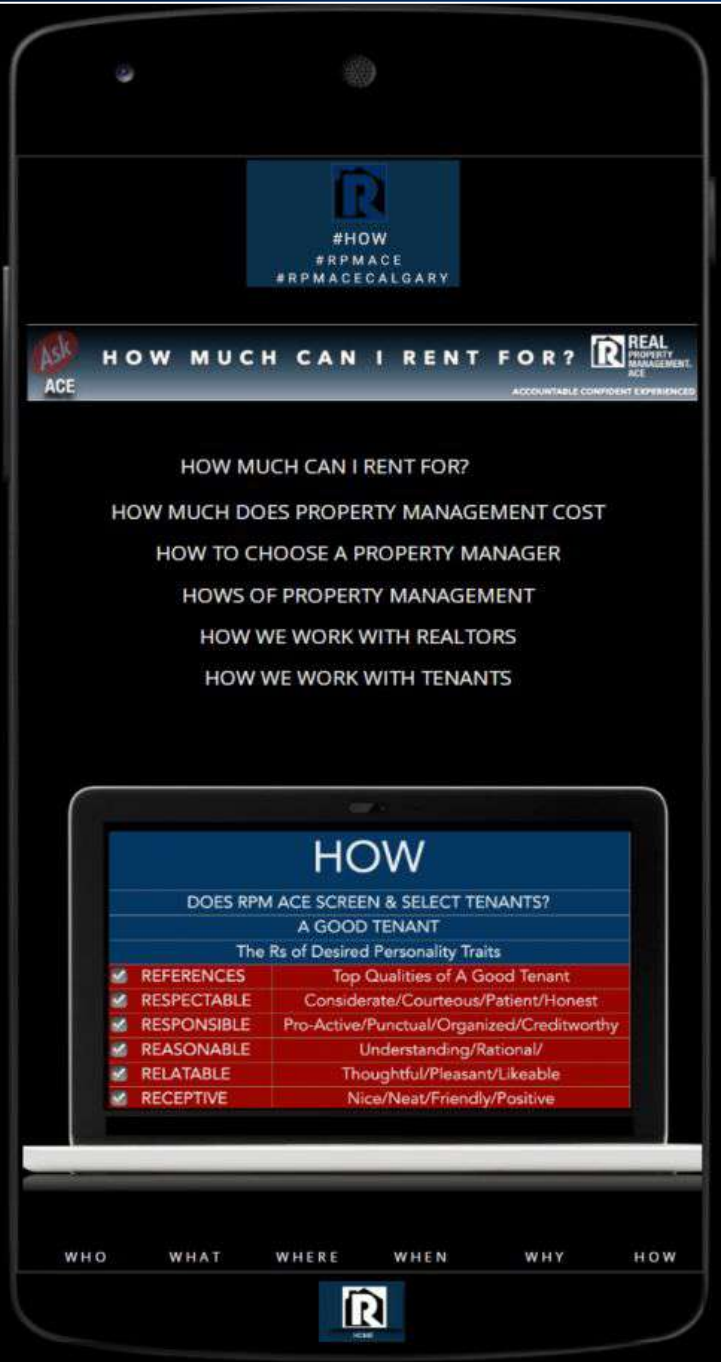 R
#HOW
#RPMACE
#RPMACECALGARY
Ask
ACE
HOW MUCH CAN I RENT FOR?
R
REAL
PROPERTY
MANAGEMENT.
ACE
ACCOUNTABLE CONFIDENT EXPERIENCED
HOW MUCH CAN I RENT FOR?
HOW MUCH DOES PROPERTY MANAGEMENT COST
HOW TO CHOOSE A PROPERTY MANAGER
HOWS OF PROPERTY MANAGEMENT
HOW WE WORK WITH REALTORS
HOW WE WORK WITH TENANTS
HOW
DOES RPM ACE SCREEN & SELECT TENANTS?
A GOOD TENANT
The Rs of Desired Personality Traits
REFERENCES Top Qualities of A Good Tenant
RESPECTABLE Considerate/Courteous/Patient/Honest
RESPONSIBLE Pro-Active/Punctual/Organized/Creditworthy
REASONABLE Understanding/Rational/
RELATABLE Thoughtful/Pleasant/Likeable
RECEPTIVE Nice/Neat/Friendly/Positive
WHO WHAT WHERE WHEN WHY HOW
R
HOME